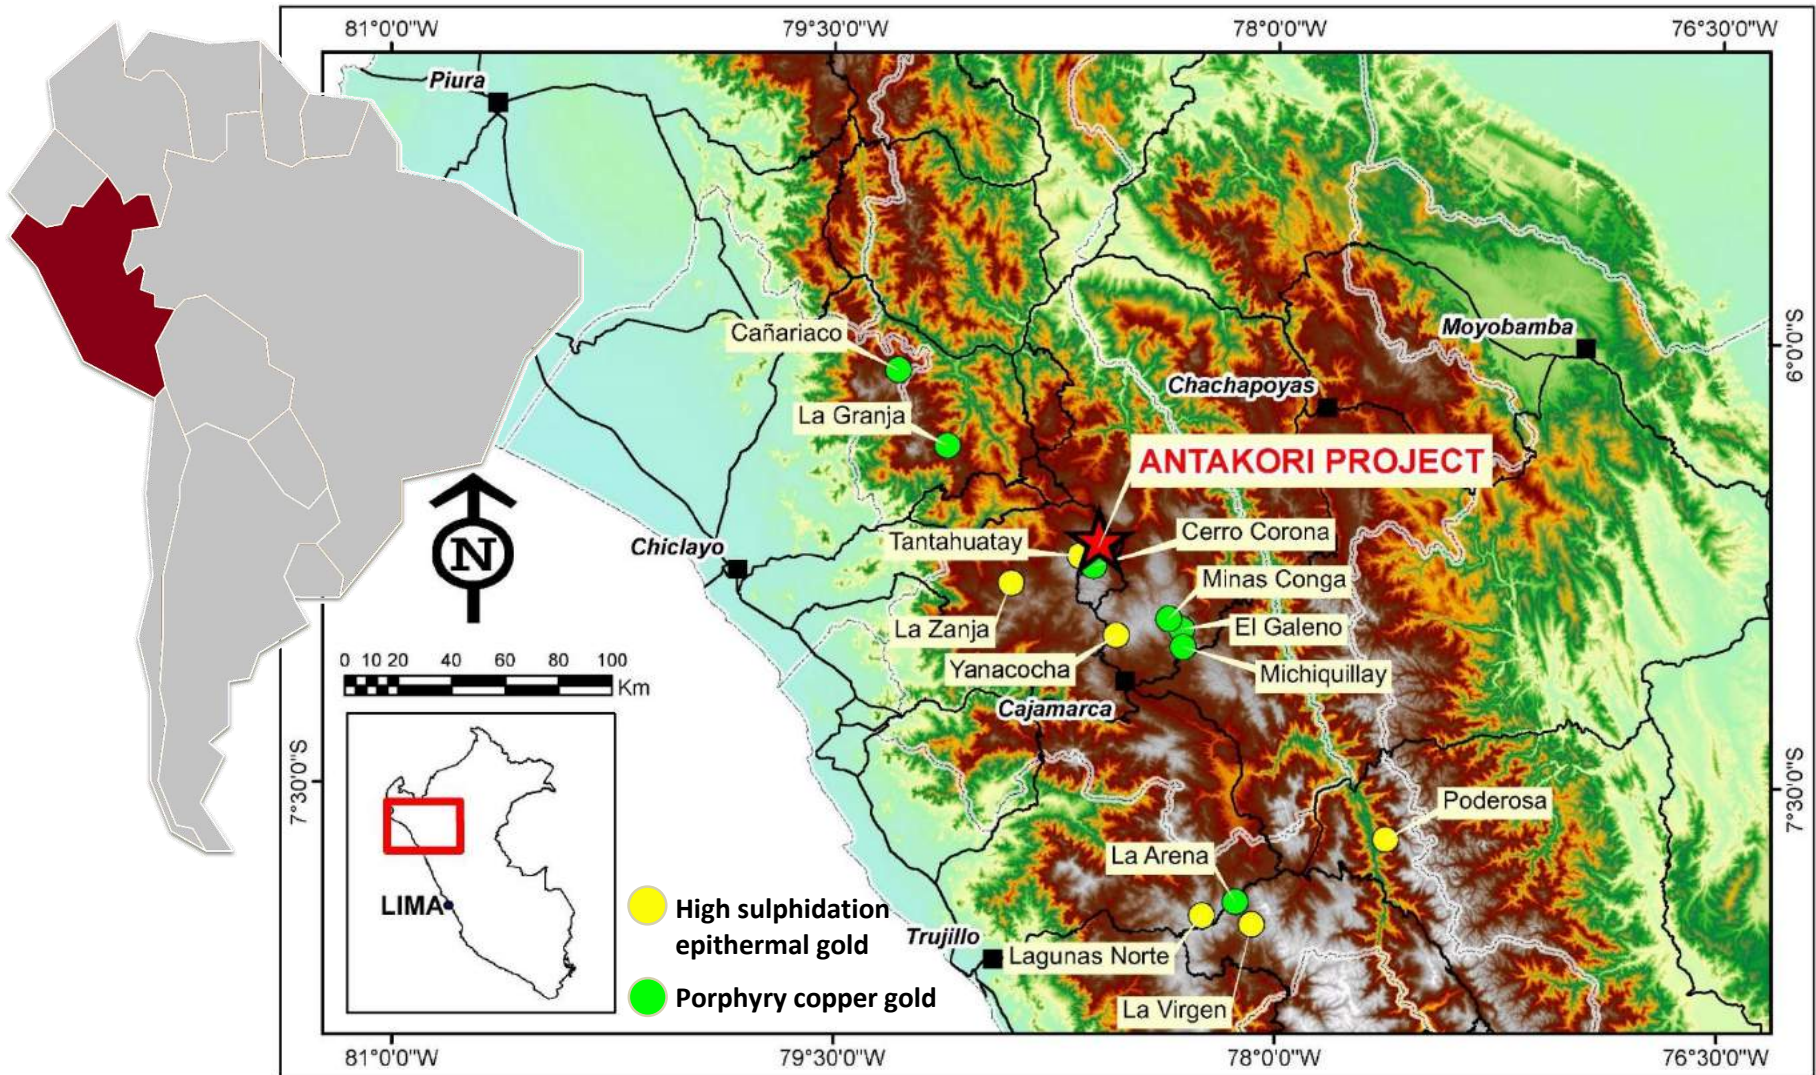 81°0'0"W
79°30'0"W
78°0'0"W
76°30'0"W
Piura
Cañariaco
Moyobamba
6°0'0"S
Chachapoyas
La Granja
ANTAKORI PROJECT
N
Chiclayo
Tantahuatay
Cerro Corona
Minas Conga
La Zanja
El Galeno
Yanacocha
Michiquillay
0 10 20 40 60 80 100
Km
Cajamarca
7°30'0"S
7°30'0"S
Poderosa
La Arena
LIMA
High sulphidation
epithermal gold
Trujillo
Lagunas Norte
Porphyry copper gold
La Virgen
81°0'0"W
79°30'0"W
78°0'0"W
76°30'0"W